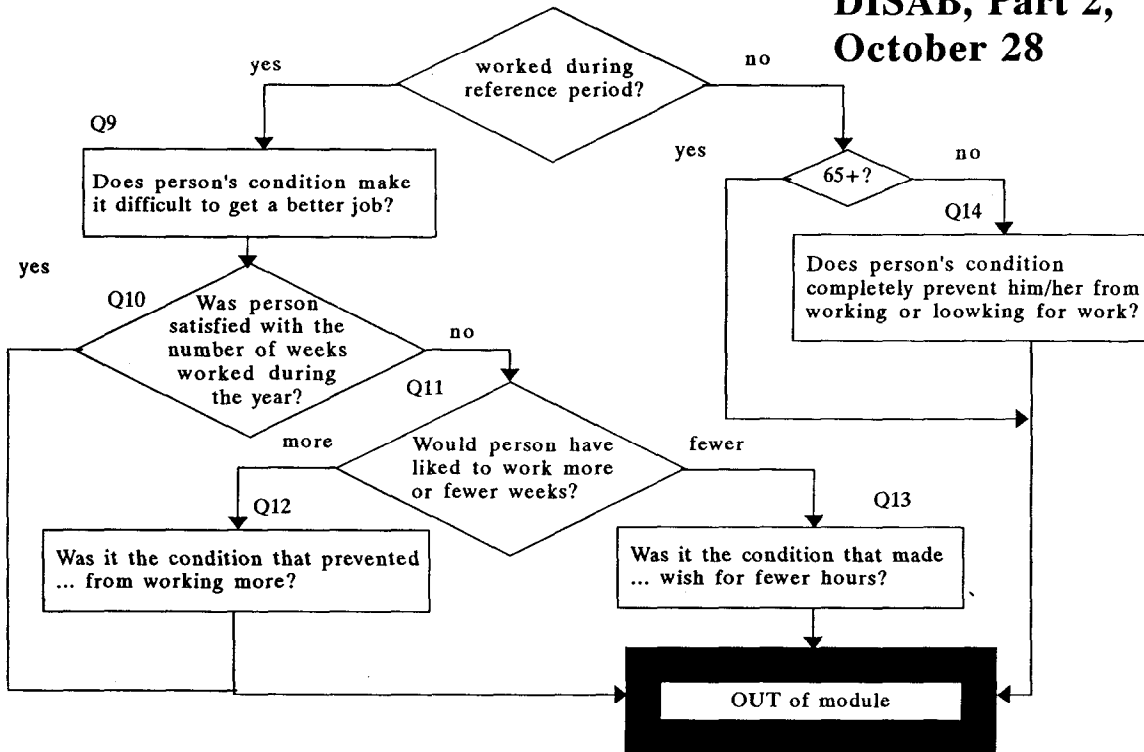 DISAB, Part 2,
October 28
yes
worked during
reference period?
no
Q9
Does person's condition make
it difficult to get a better job?
yes
65+?
no
Q14
Does person's condition
completely prevent him/her from
working or loowking for work?
yes
Q10
Was person
satisfied with the
number of weeks
worked during
the year?
no
Q11
more
Would person have
liked to work more
or fewer weeks?
fewer
Q12
Was it the condition that prevented
... from working more?
Q13
Was it the condition that made
... wish for fewer hours?
OUT of module